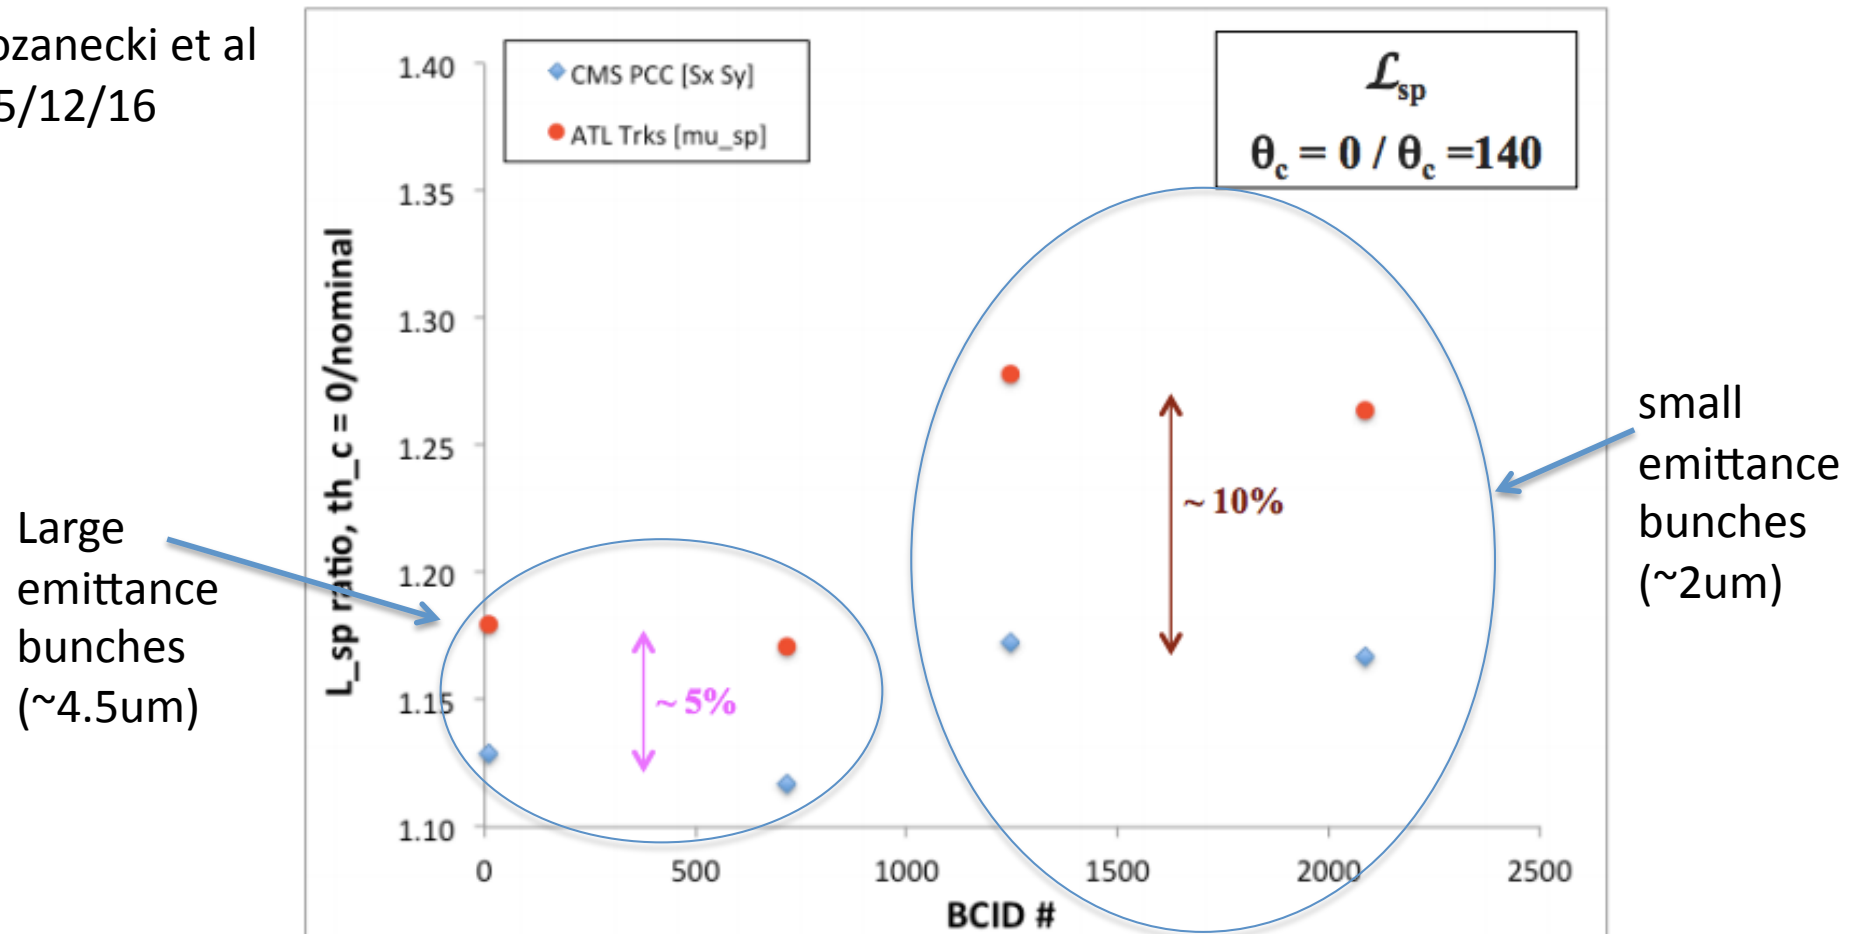 ozanecki et al
5/12/16
CMS PCC [Sx Sy]
ATL Trks [mu_sp]
ℒsp
θc = 0 / θc =140
L_sp ratio, th_c = 0/nominal
1.40
1.35
1.30
1.25
1.20
1.15
1.10
~ 5%
~ 10%
Large
emittance
bunches
(~4.5um)
small
emittance
bunches
(~2um)
0 500 1000 1500 2000 2500
BCID #